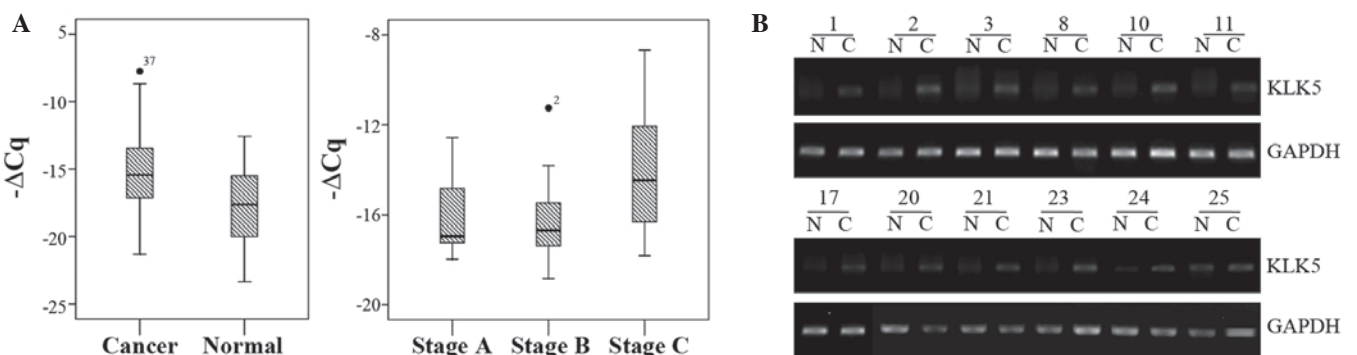 A
-ΔCq
5
-10
-15
-20
-25
37
Cancer Normal
-ΔCq
-8
-12
-16
-20
2
Stage A Stage B Stage C
B
1 2 3 8 10 11
N C N C N C N C N C N C
KLK5
GAPDH
17 20 21 23 24 25
N C N C N C N C N C N C
KLK5
GAPDH